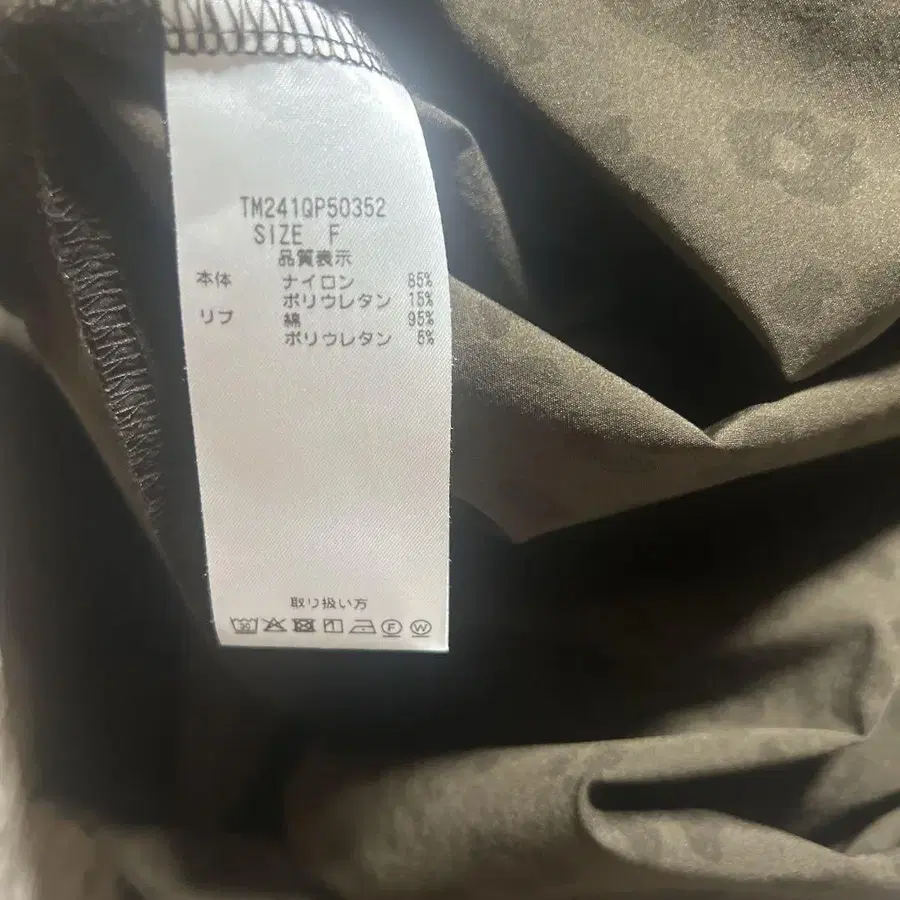 TM241QP50352
SIZE F
品質表示
本体 ナイロン 85%
ポリウレタン 15%
リブ 綿 95%
ポリウレタン 5%
取り扱い方
30 F W